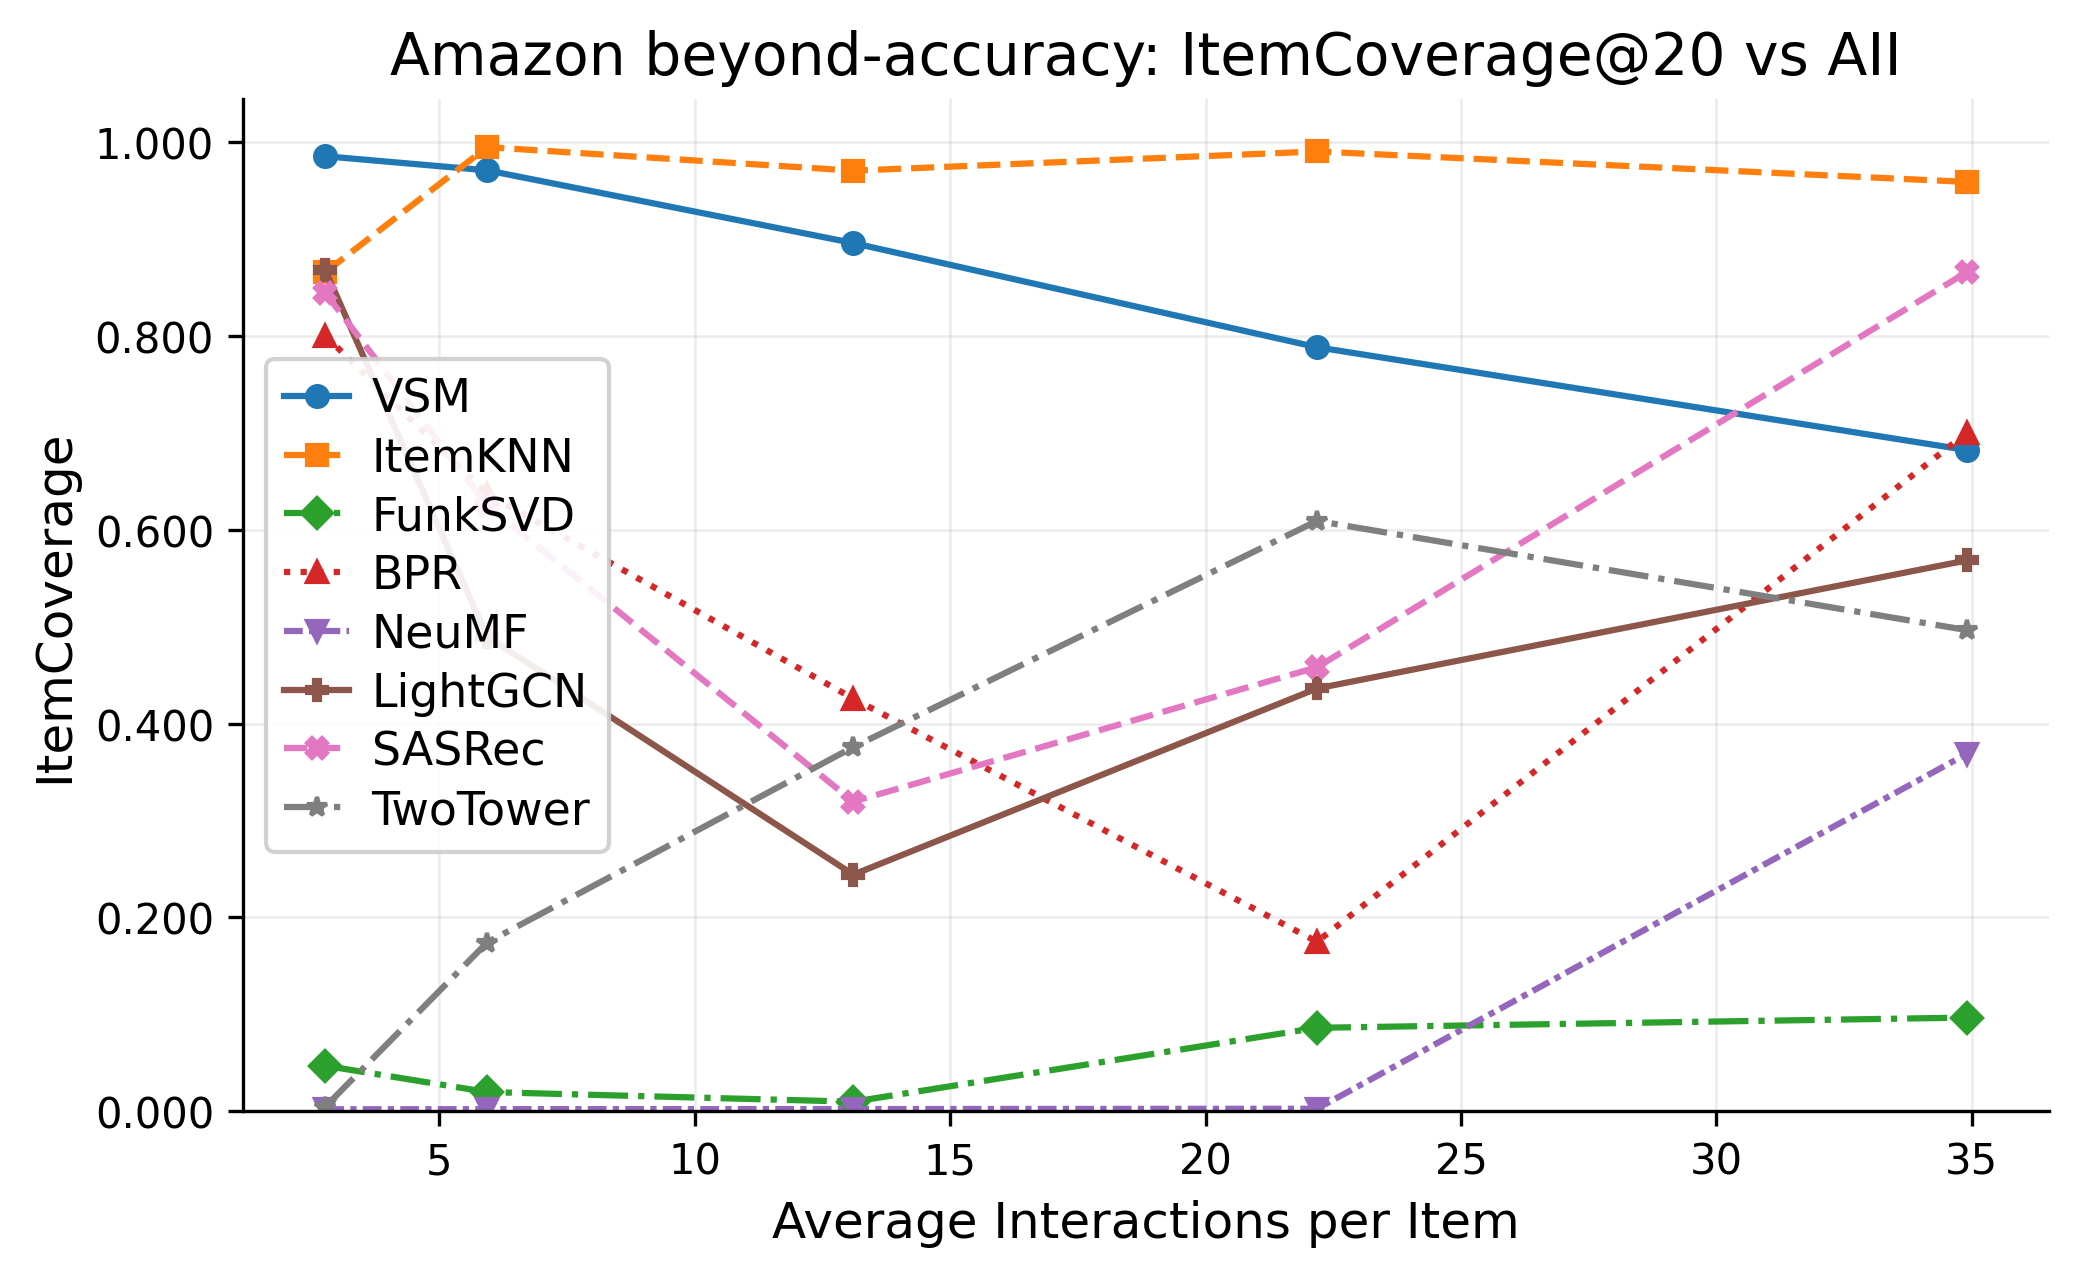 Amazon beyond-accuracy: ItemCoverage@20 vs AII
ItemCoverage
1.000
0.800
0.600
0.400
0.200
0.000
VSM
ItemKNN
FunkSVD
BPR
NeuMF
LightGCN
SASRec
TwoTower
5 10 15 20 25 30 35
Average Interactions per Item